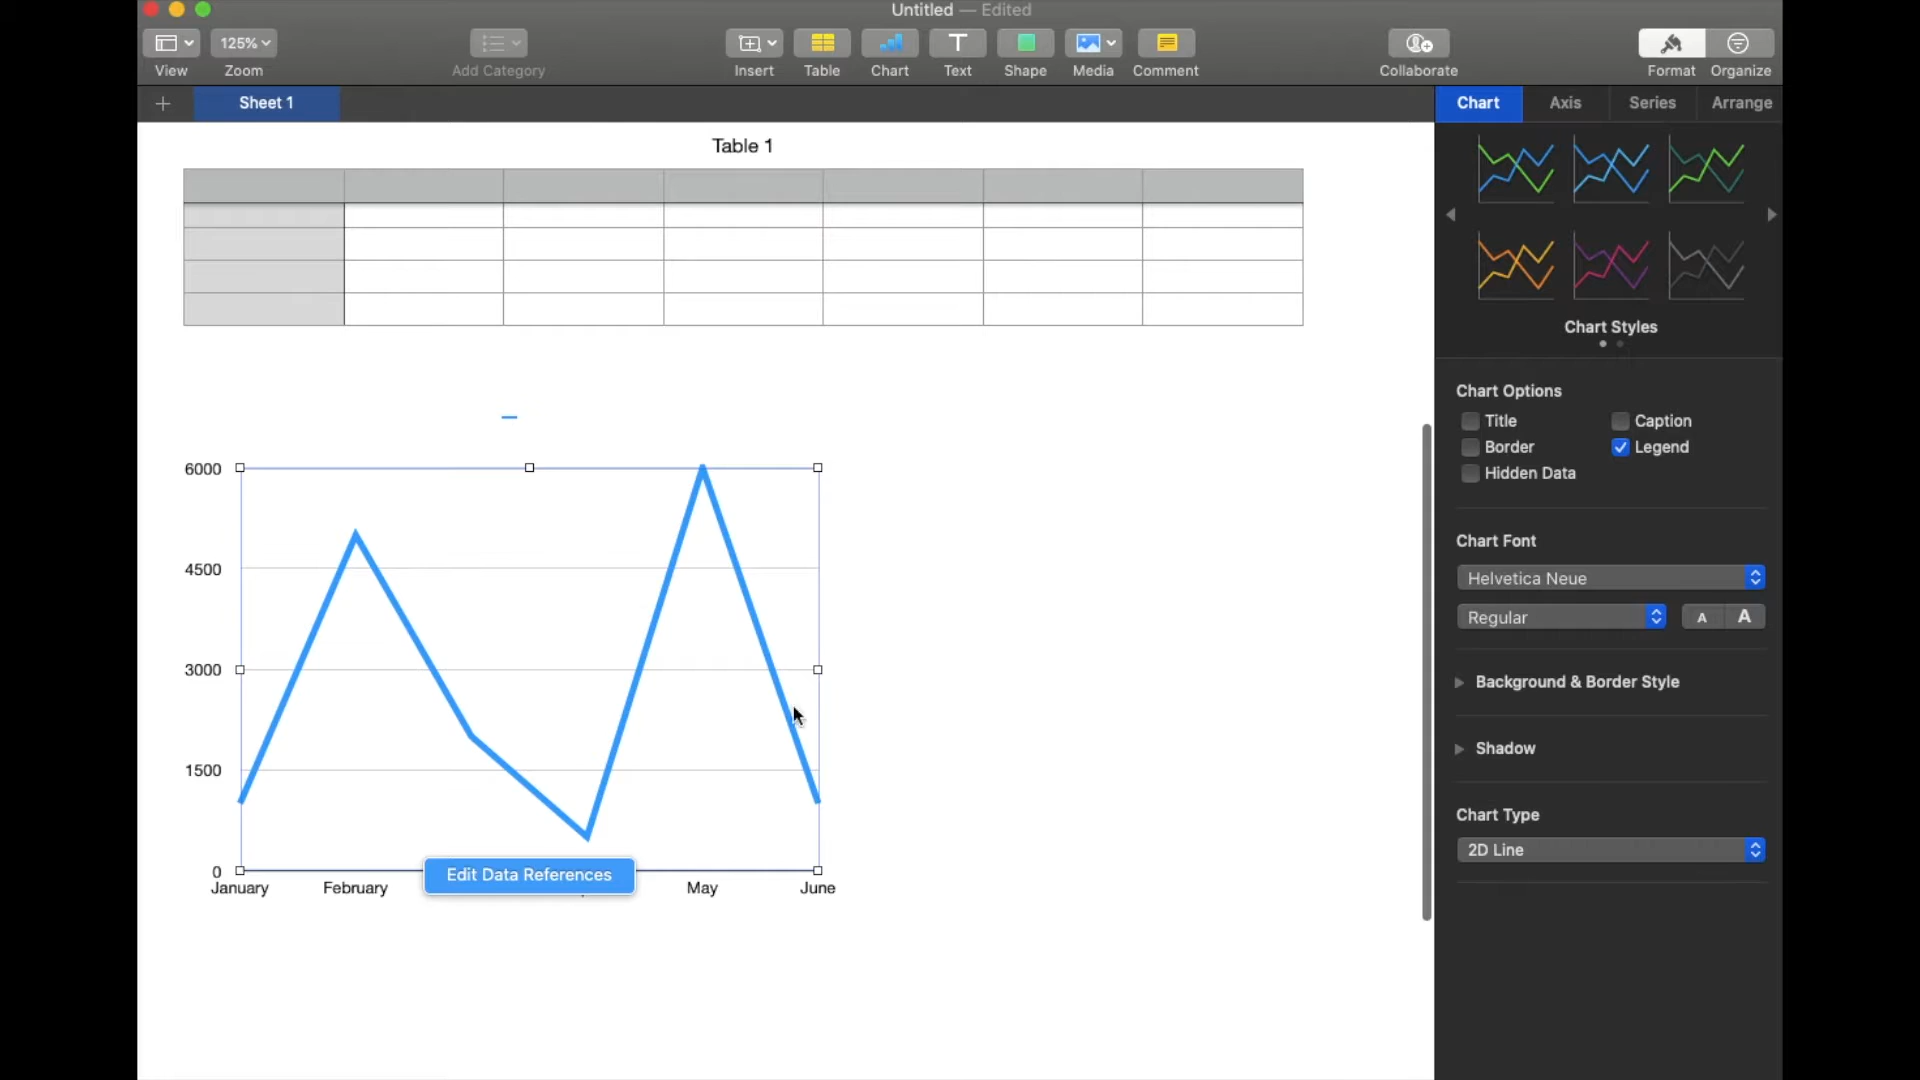 Untitled — Edited
125%
View
Zoom
Add Category
Insert
Table
Chart
Text
Shape
Media
Comment
Collaborate
Format
Organize
Sheet 1
Chart
Axis
Series
Arrange
Table 1
Chart Styles
Chart Options
Title
Caption
Border
Legend
Hidden Data
Chart Font
Helvetica Neue
Regular
A
A
Background & Border Style
Shadow
Chart Type
2D Line
6000
4500
3000
1500
0
January
February
May
June
Edit Data References